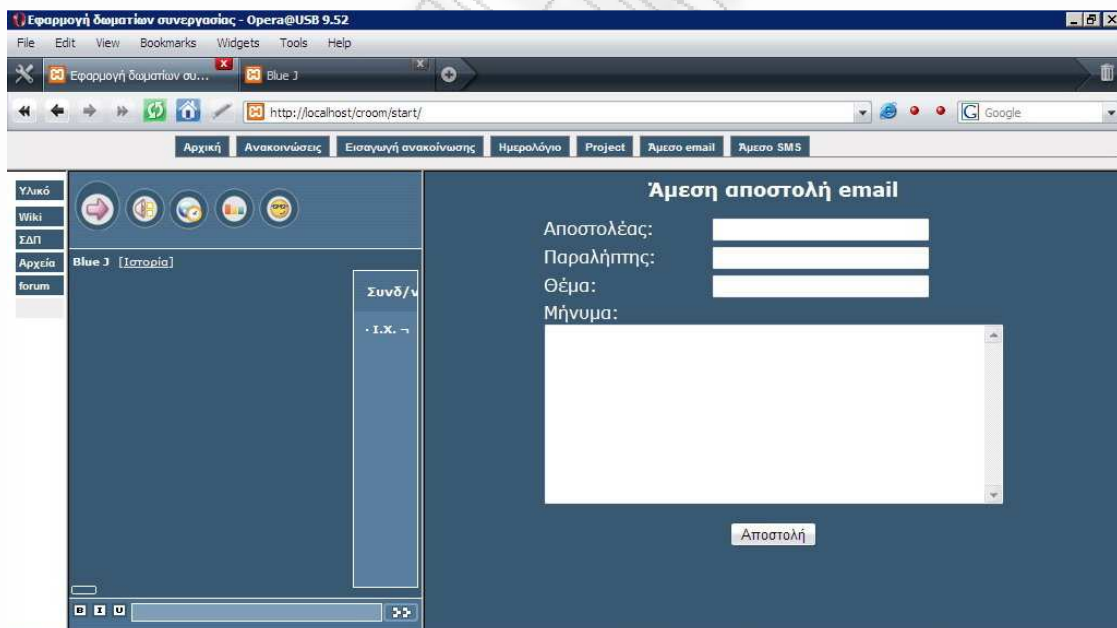 Εφαρμογή δωματίων συνεργασίας - Opera@USB 9.52
File Edit View Bookmarks Widgets Tools Help
Εφαρμογή δωματίων συ... Blue J
http://localhost/croom/start/ Google
Αρχική Ανακοινώσεις Εισαγωγή ανακοίνωσης Ημερολόγιο Project Άμεσο email Άμεσο SMS
Υλικό
Wiki
ΣΔΠ
Αρχεία
forum
Blue J [Ιστορία]
Συνδ/ν
· Ι.Χ. ¬
B I U
>>
Άμεση αποστολή email
Αποστολέας:
Παραλήπτης:
Θέμα:
Μήνυμα:
Αποστολή